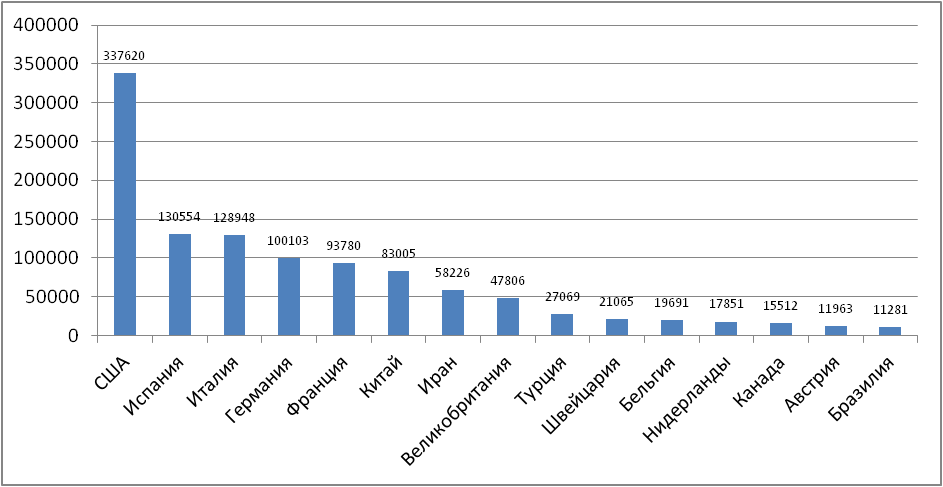 400000
350000
300000
250000
200000
150000
100000
50000
0
337620
130554
128948
100103
93780
83005
58226
47806
27069
21065
19691
17851
15512
11963
11281
США
Испания
Италия
Германия
Франция
Китай
Иран
Великобритания
Турция
Швейцария
Бельгия
Нидерланды
Канада
Австрия
Бразилия